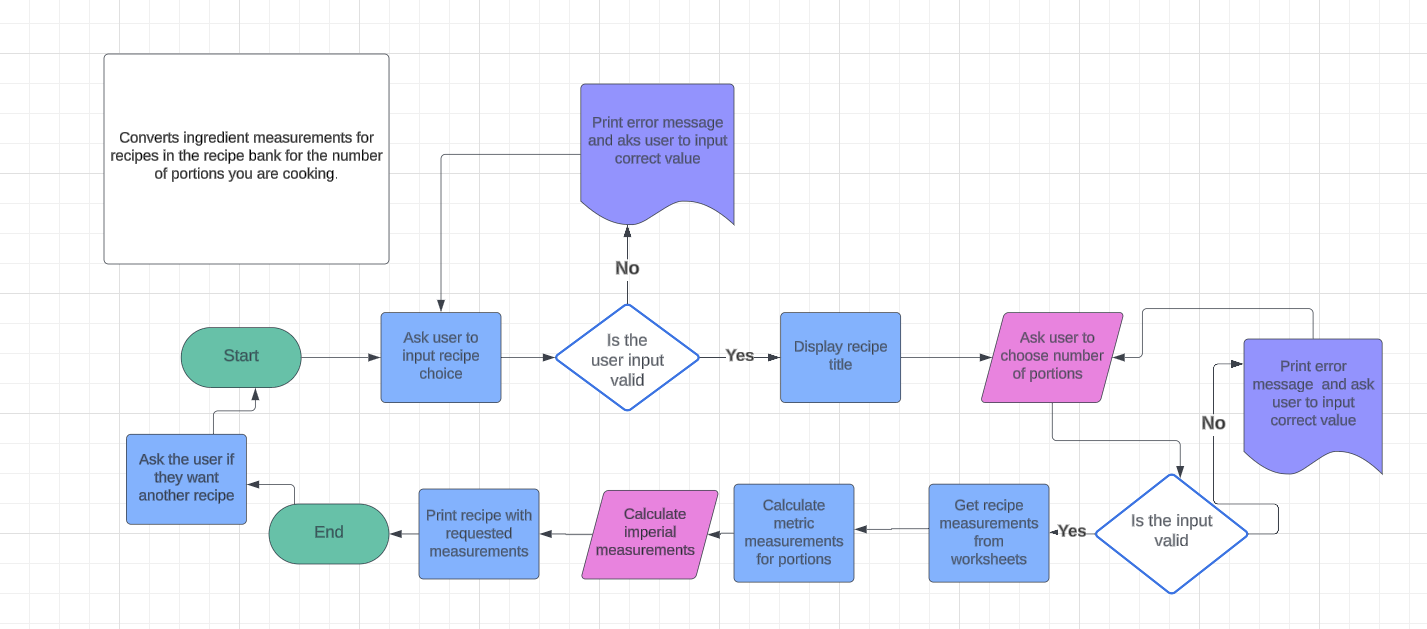 Converts ingredient measurements for
recipes in the recipe bank for the number
of portions you are cooking.
Print error message
and aks user to input
correct value
No
Start
Ask user to
input recipe
choice
Is the
user input
valid
Yes
Display recipe
title
Ask user to
choose number
of portions
Print error
message and ask
user to input
correct value
No
Is the input
valid
Yes
Get recipe
measurements
from
worksheets
Calculate
metric
measurements
for portions
Calculate
imperial
measurements
Print recipe with
requested
measurements
End
Ask the user if
they want
another recipe